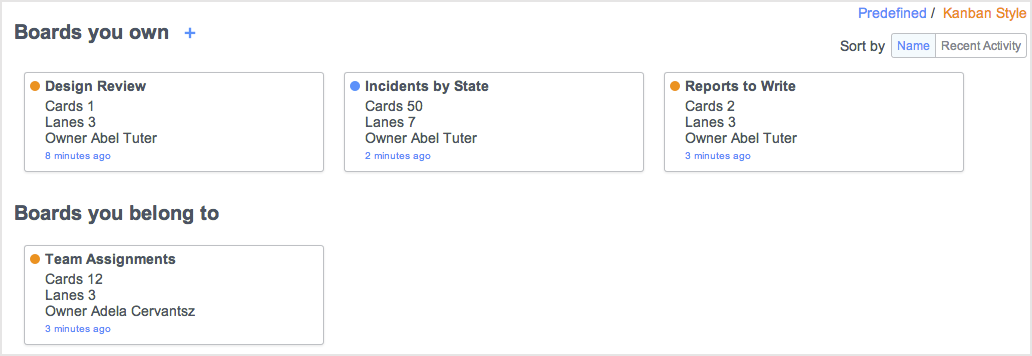 Predefined / Kanban Style
Boards you own +
Sort by Name Recent Activity
Design Review
Cards 1
Lanes 3
Owner Abel Tuter
8 minutes ago
Incidents by State
Cards 50
Lanes 7
Owner Abel Tuter
2 minutes ago
Reports to Write
Cards 2
Lanes 3
Owner Abel Tuter
3 minutes ago
Boards you belong to
Team Assignments
Cards 12
Lanes 3
Owner Adela Cervantsz
3 minutes ago